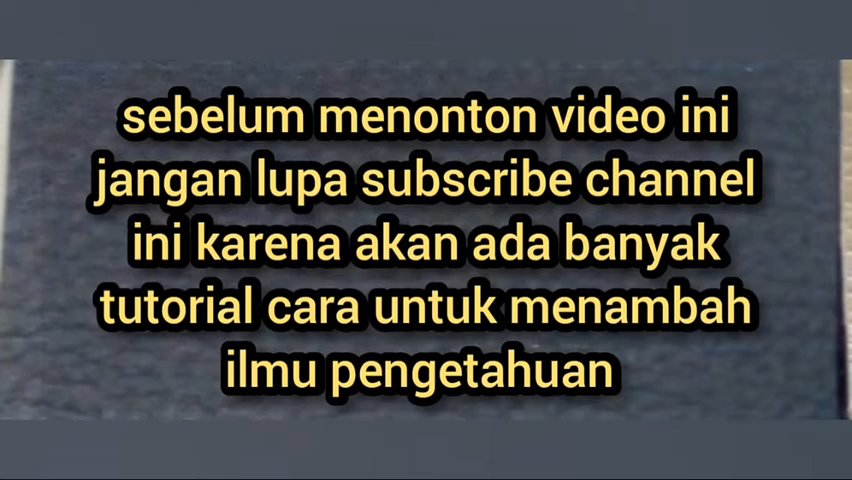 sebelum menonton video ini
jangan lupa subscribe channel
ini karena akan ada banyak
tutorial cara untuk menambah
ilmu pengetahuan